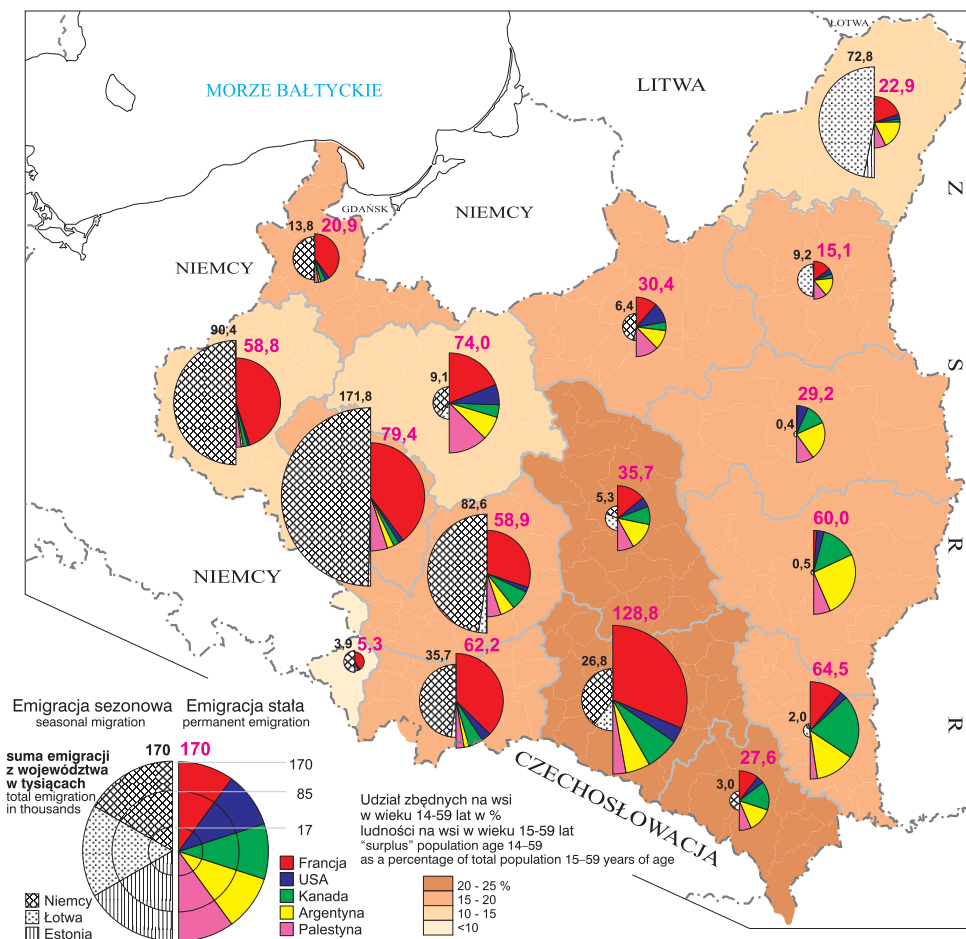 ŁOTWA
MORZE BAŁTYCKIE
LITWA
72,8
22,9
Z
GDAŃSK
NIEMCY
13,8
20,9
NIEMCY
9,2
15,1
30,4
6,4
90,4
58,8
74,0
9,1
S
171,8
29,2
0,4
79,4
35,7
5,3
82,6
58,9
60,0
0,5
R
NIEMCY
128,8
3,9
5,3
62,2
35,7
26,8
64,5
2,0
R
27,6
3,0
CZECHOSŁOWACJA
Emigracja sezonowa
seasonal migration
Emigracja stała
permanent emigration
suma emigracji
z województwa
w tysiącach
total emigration
in thousands
170
170
170
85
17
Niemcy
Łotwa
Estonia
Francja
USA
Kanada
Argentyna
Palestyna
Udział zbędnych na wsi
w wieku 14-59 lat w %
ludności na wsi w wieku 15-59 lat
“surplus” population age 14–59
as a percentage of total population 15–59 years of age
20 - 25 %
15 - 20
10 - 15
<10